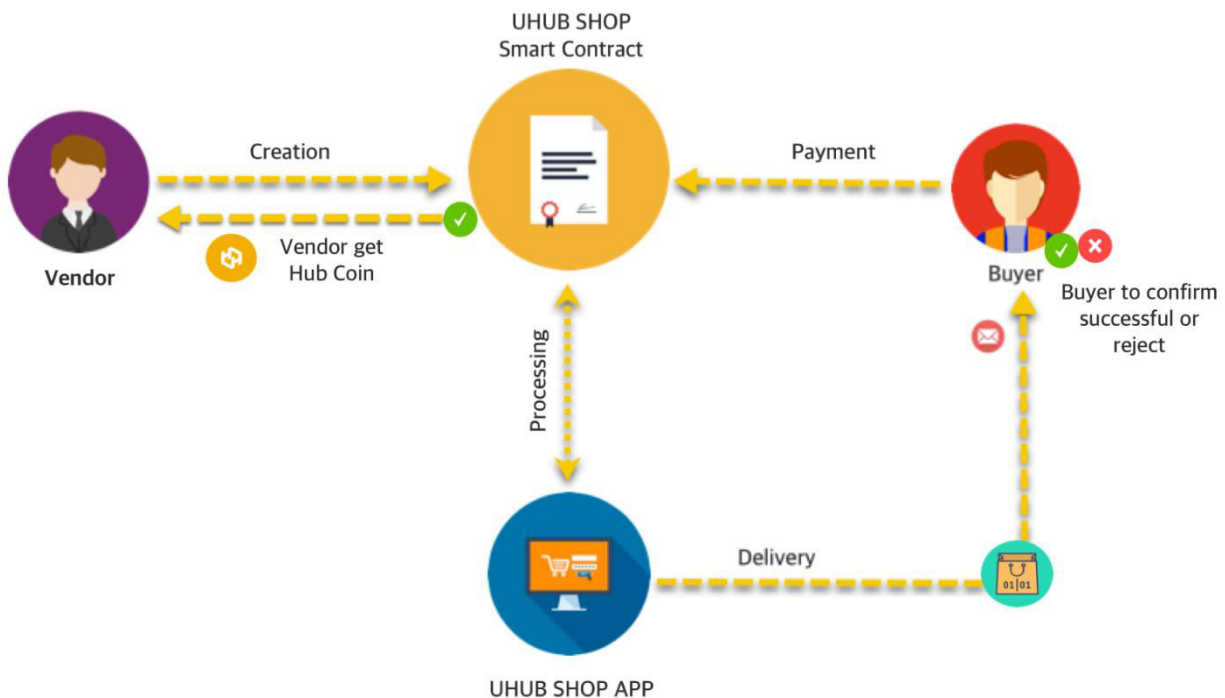 UHUB SHOP
Smart Contract
Creation
Payment
Vendor get
Hub Coin
Vendor
Buyer
Buyer to confirm
successful or
reject
Processing
Delivery
01|01
UHUB SHOP APP